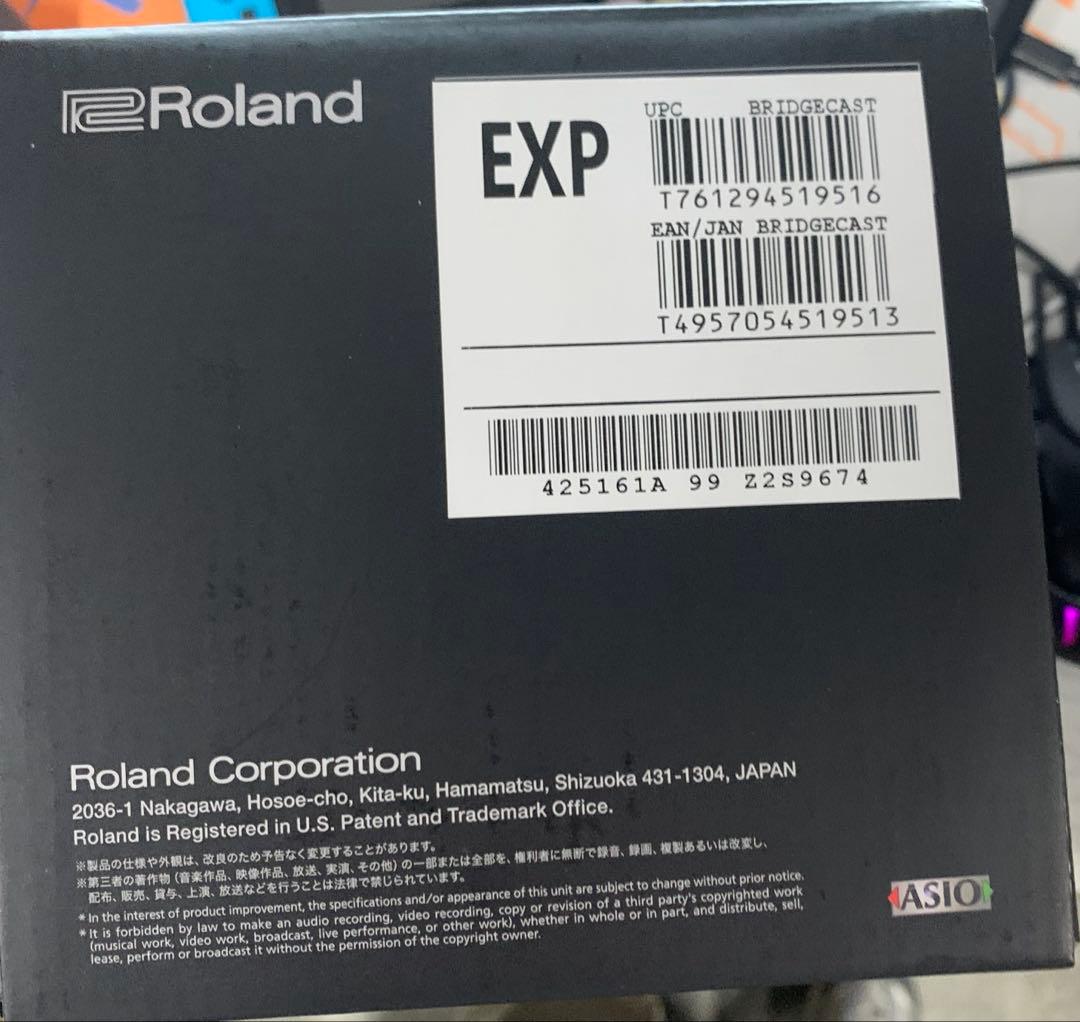 Roland
EXP
UPC BRIDGECAST
T761294519516
EAN/JAN BRIDGECAST
T4957054519513
425161A 99 Z2S9674
Roland Corporation
2036-1 Nakagawa, Hosoe-cho, Kita-ku, Hamamatsu, Shizuoka 431-1304, JAPAN
Roland is Registered in U.S. Patent and Trademark Office.
※製品の仕様や外観は、改良のため予告なく変更することがあります。
※第三者の著作物（音楽作品、映像作品、放送、実演、その他）の一部または全部を、権利者に無断で録音、録画、複製あるいは改変し、
配布、販売、貸与、上演、放送などを行うことは法律で禁じられています。
* In the interest of product improvement, the specifications and/or appearance of this unit are subject to change without prior notice.
* It is forbidden by law to make an audio recording, video recording, copy or revision of a third party's copyrighted work
(musical work, video work, broadcast, live performance, or other work), whether in whole or in part, and distribute, sell,
lease, perform or broadcast it without the permission of the copyright owner.
ASIO